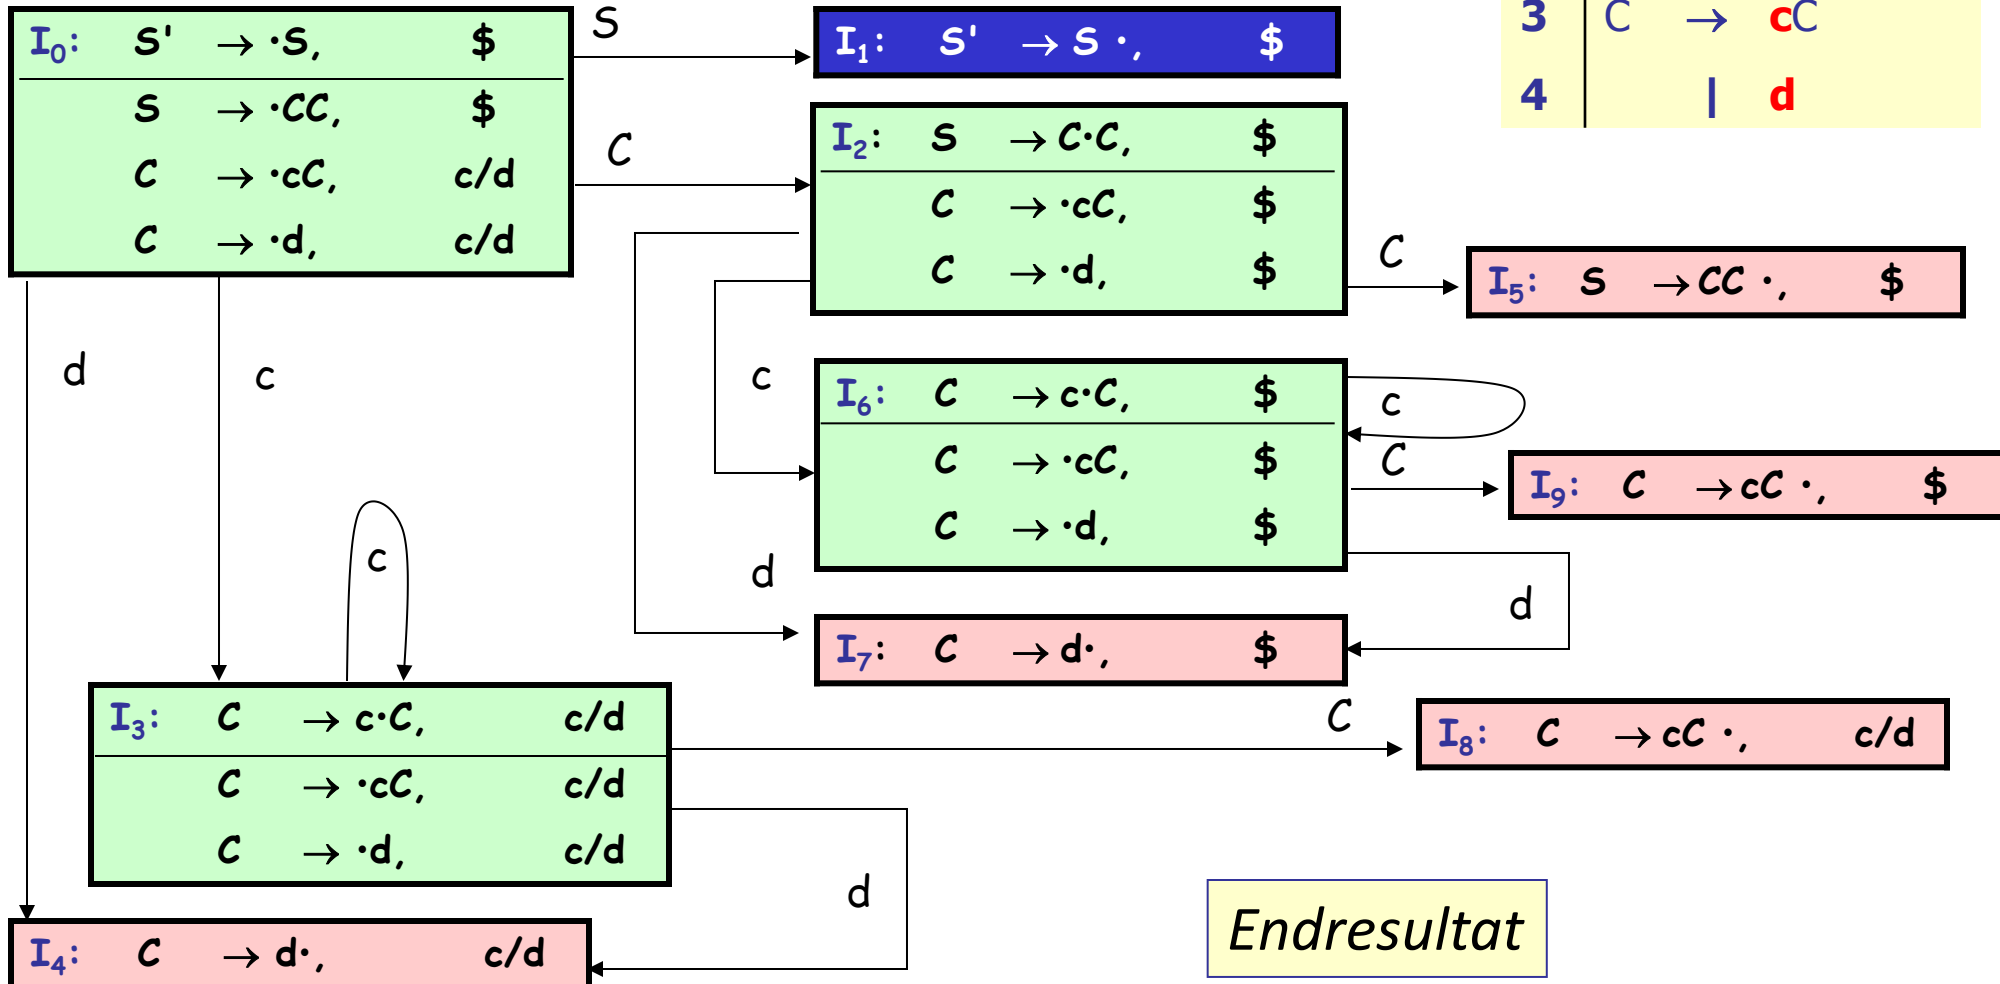 I0: S' → ·S, $
S → ·CC, $
C → ·cC, c/d
C → ·d, c/d
S
I1: S' → S ·, $
3 C → cC
4 | d
C
I2: S → C·C, $
C → ·cC, $
C → ·d, $
C
I5: S → CC ·, $
d
c
c
I6: C → c·C, $
C → ·cC, $
C → ·d, $
c
C
I9: C → cC ·, $
c
d
d
I7: C → d·, $
I3: C → c·C, c/d
C → ·cC, c/d
C → ·d, c/d
C
I8: C → cC ·, c/d
d
I4: C → d·, c/d
Endresultat